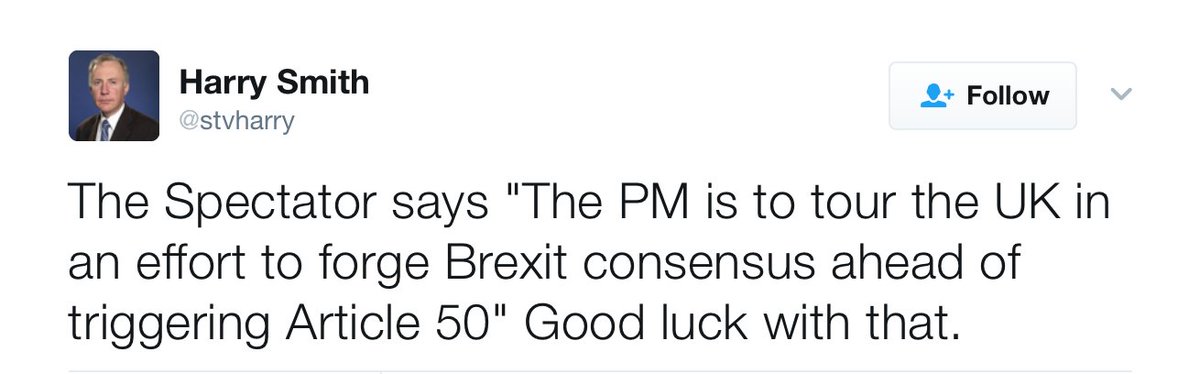 Harry Smith
@stvharry
Follow
The Spectator says "The PM is to tour the UK in
an effort to forge Brexit consensus ahead of
triggering Article 50" Good luck with that.